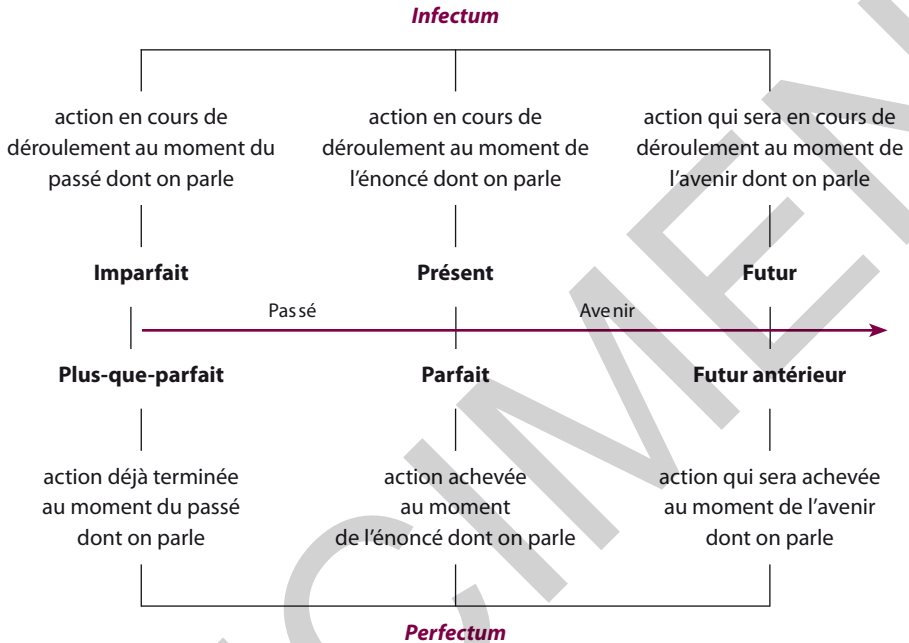 Infectum
action en cours de
déroulement au moment du
passé dont on parle
action en cours de
déroulement au moment de
l'énoncé dont on parle
action qui sera en cours de
déroulement au moment de
l'avenir dont on parle
Imparfait
Présent
Futur
Passé
Avenir
Plus-que-parfait
Parfait
Futur antérieur
action déjà terminée
au moment du passé
dont on parle
action achevée
au moment
de l'énoncé dont on parle
action qui sera achevée
au moment de l'avenir
dont on parle
Perfectum
CIMEN